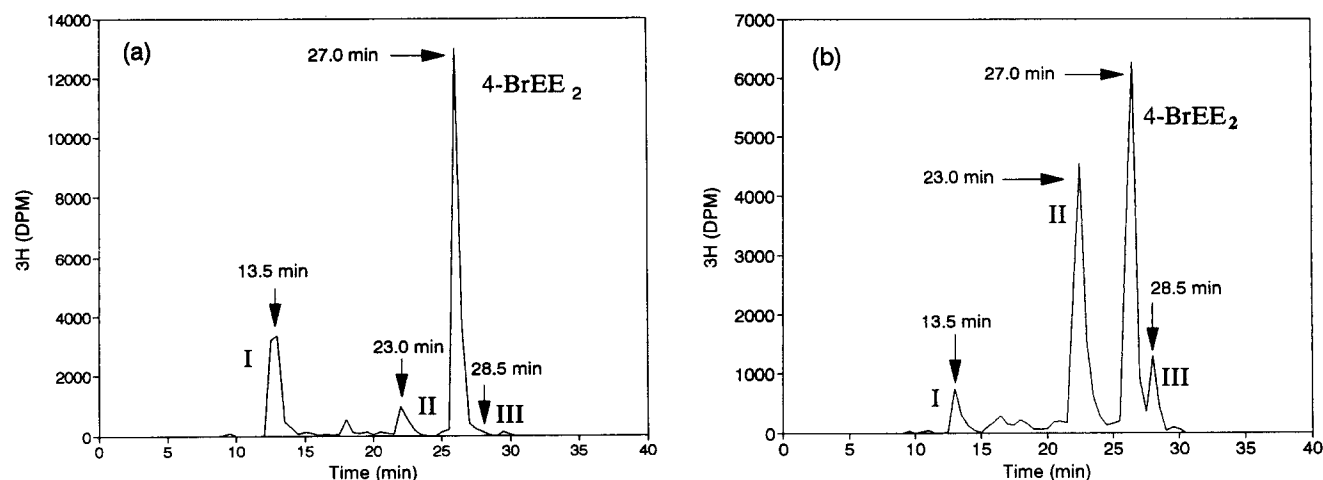 (a)
27.0 min
4-BrEE 2
13.5 min
I
23.0 min
II
28.5 min
III
3H (DPM)
14000
12000
10000
8000
6000
4000
2000
0
0 5 10 15 20 25 30 35 40
Time (min)
(b)
27.0 min
4-BrEE2
23.0 min
II
28.5 min
III
13.5 min
I
3H (DPM)
7000
6000
5000
4000
3000
2000
1000
0
0 5 10 15 20 25 30 35 40
Time (min)